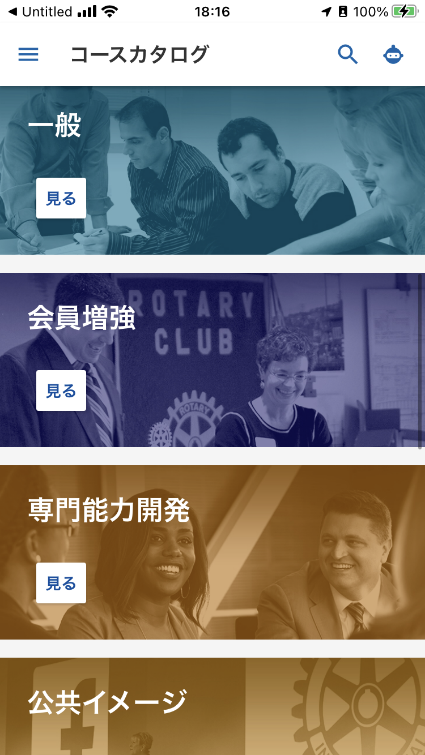 ◀ Untitled
18:16
100%
コースカタログ
一般
見る
ROTARY
CLUB
会員増強
見る
ROTARY
専門能力開発
見る
公共イメージ